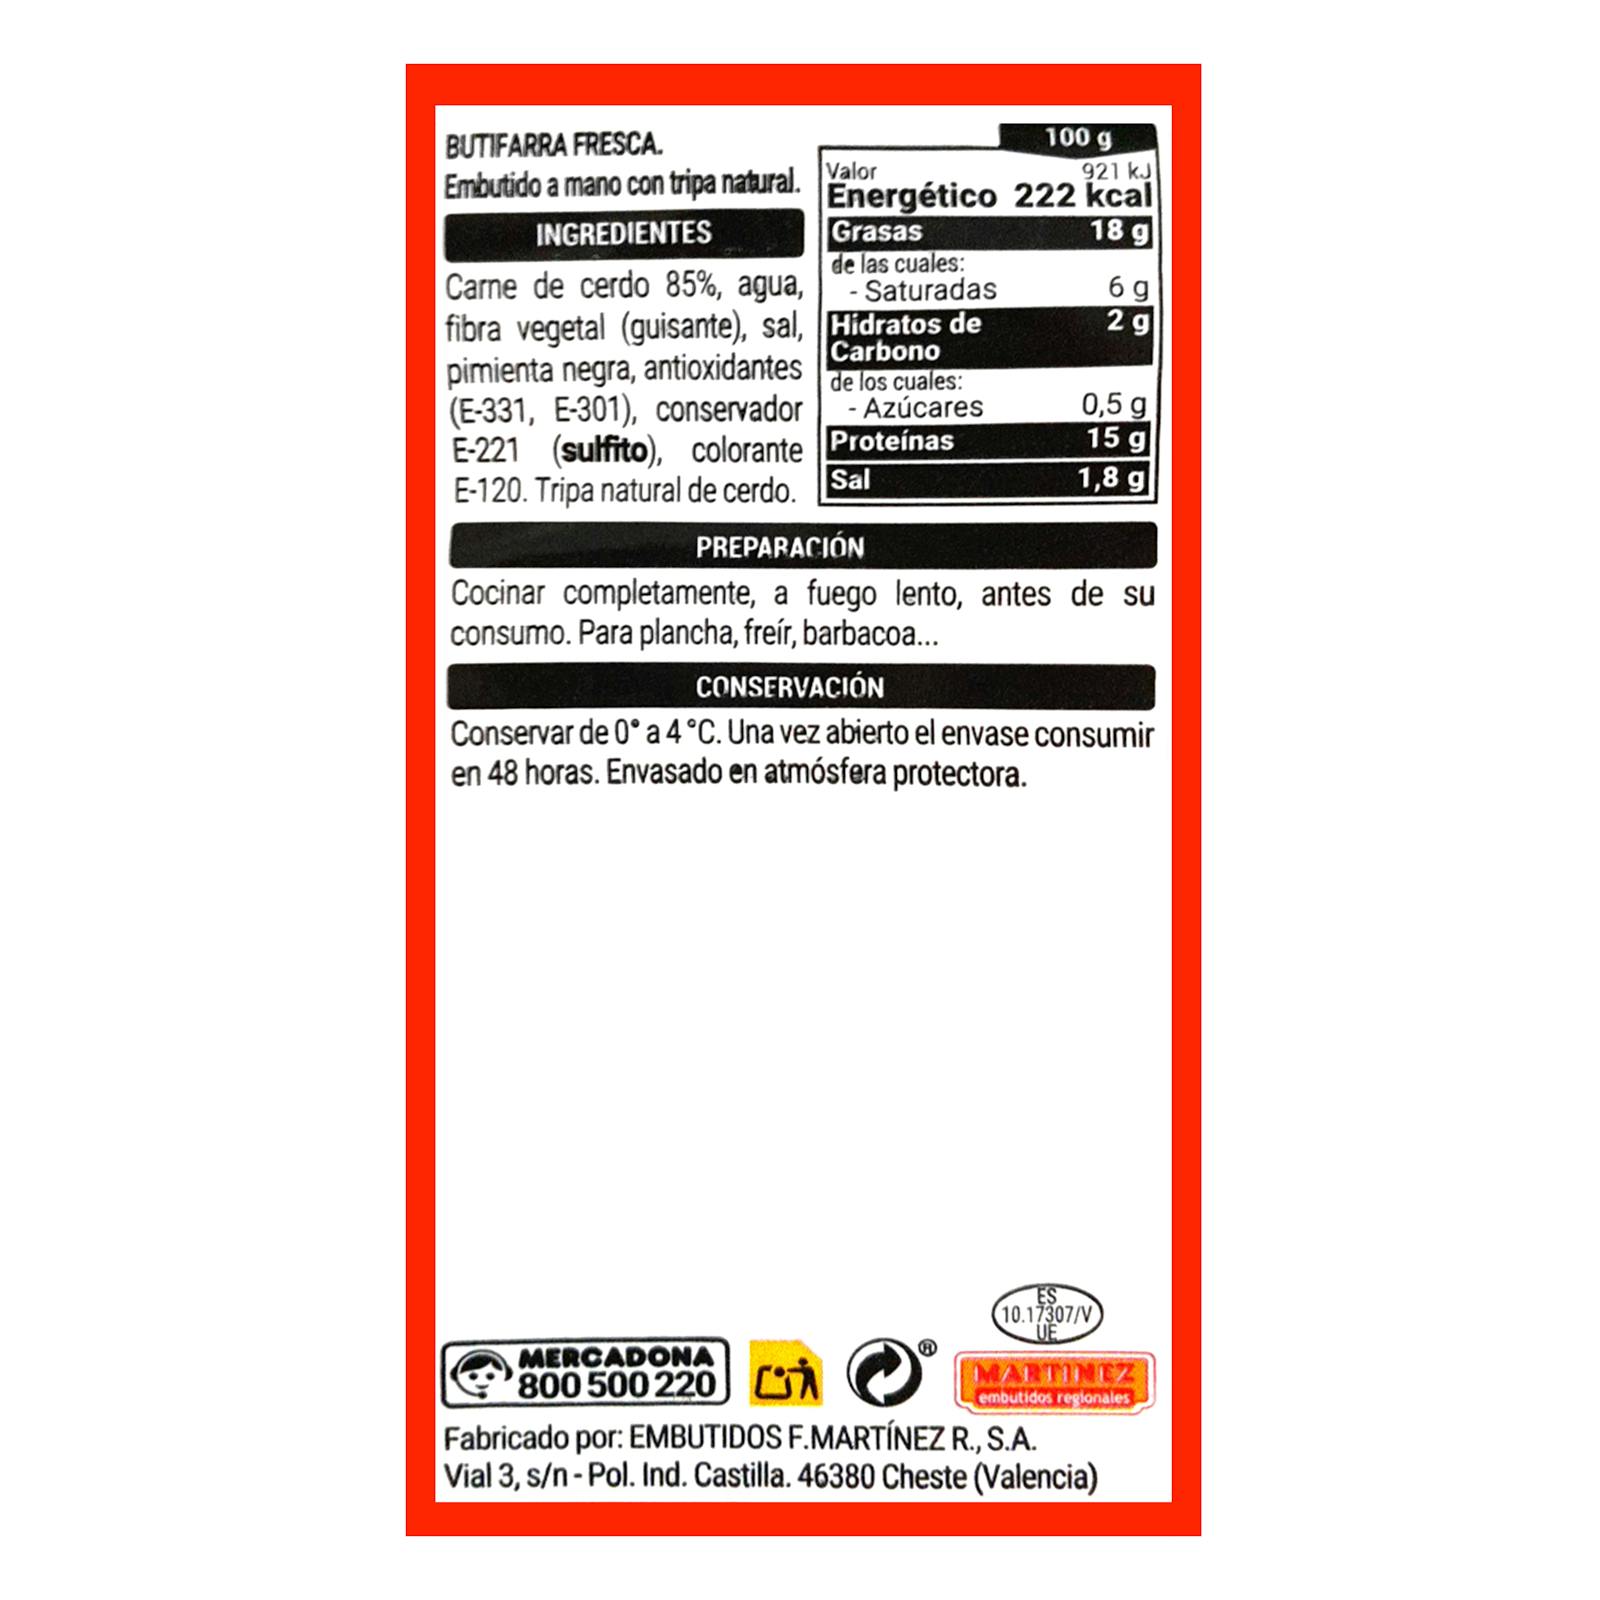 BUTIFARRA FRESCA.
Embutido a mano con tripa natural.
INGREDIENTES
Carne de cerdo 85%, agua,
fibra vegetal (guisante), sal,
pimienta negra, antioxidantes
(E-331, E-301), conservador
E-221 (sulfito), colorante
E-120. Tripa natural de cerdo.
100 g
Valor 921 kJ
Energético 222 kcal
Grasas 18 g
de las cuales:
- Saturadas 6 g
Hidratos de 2 g
Carbono
de los cuales:
- Azúcares 0,5 g
Proteínas 15 g
Sal 1,8 g
PREPARACIÓN
Cocinar completamente, a fuego lento, antes de su
consumo. Para plancha, freír, barbacoa...
CONSERVACIÓN
Conservar de 0° a 4 °C. Una vez abierto el envase consumir
en 48 horas. Envasado en atmósfera protectora.
ES
10.17307/V
UE
MERCADONA
800 500 220
®
MARTINEZ
embutidos regionales
Fabricado por: EMBUTIDOS F.MARTÍNEZ R., S.A.
Vial 3, s/n - Pol. Ind. Castilla. 46380 Cheste (Valencia)